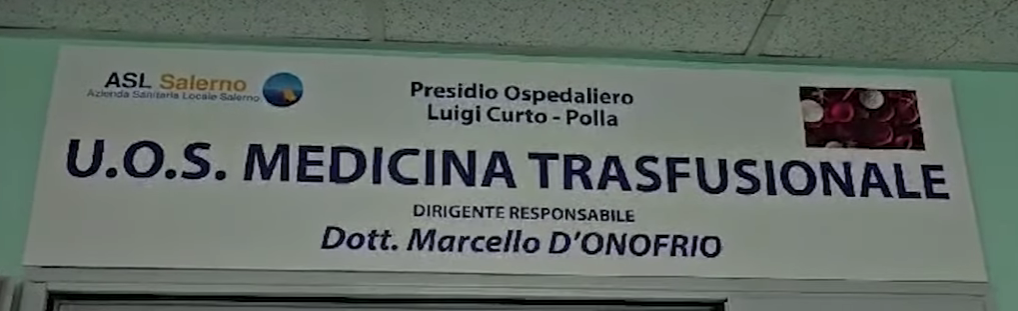 ASL Salerno
Azienda Sanitaria Locale Salerno
Presidio Ospedaliero
Luigi Curto - Polla
U.O.S. MEDICINA TRASFUSIONALE
DIRIGENTE RESPONSABILE
Dott. Marcello D'ONOFRIO